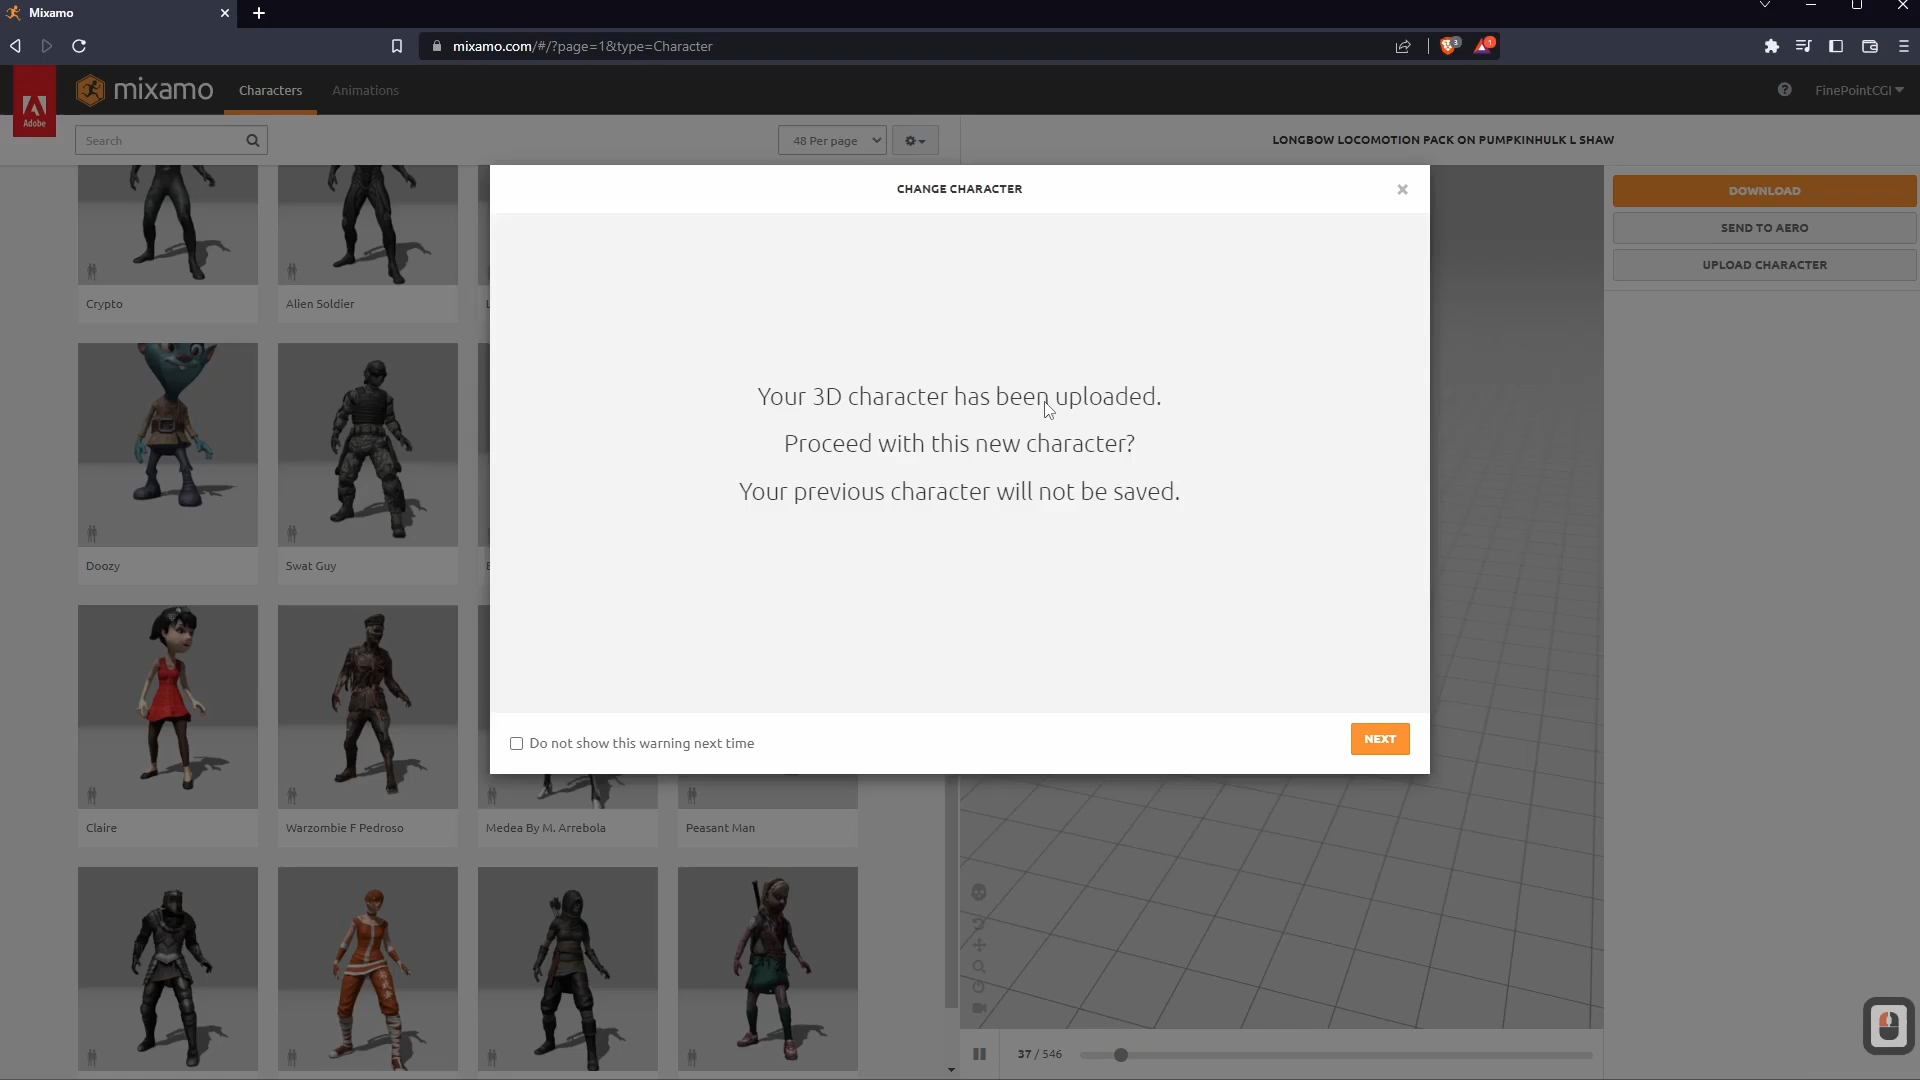 Mixamo
mixamo.com/#/?page=1&type=Character
3
1
Adobe
mixamo
Characters
Animations
FinePointCGI
Search
48 Per page
LONGBOW LOCOMOTION PACK ON PUMPKINHULK L SHAW
CHANGE CHARACTER
DOWNLOAD
SEND TO AERO
UPLOAD CHARACTER
Crypto
Alien Soldier
Your 3D character has been uploaded.
Proceed with this new character?
Your previous character will not be saved.
Doozy
Swat Guy
Do not show this warning next time
NEXT
Claire
Warzombie F Pedroso
Medea By M. Arrebola
Peasant Man
37 / 546